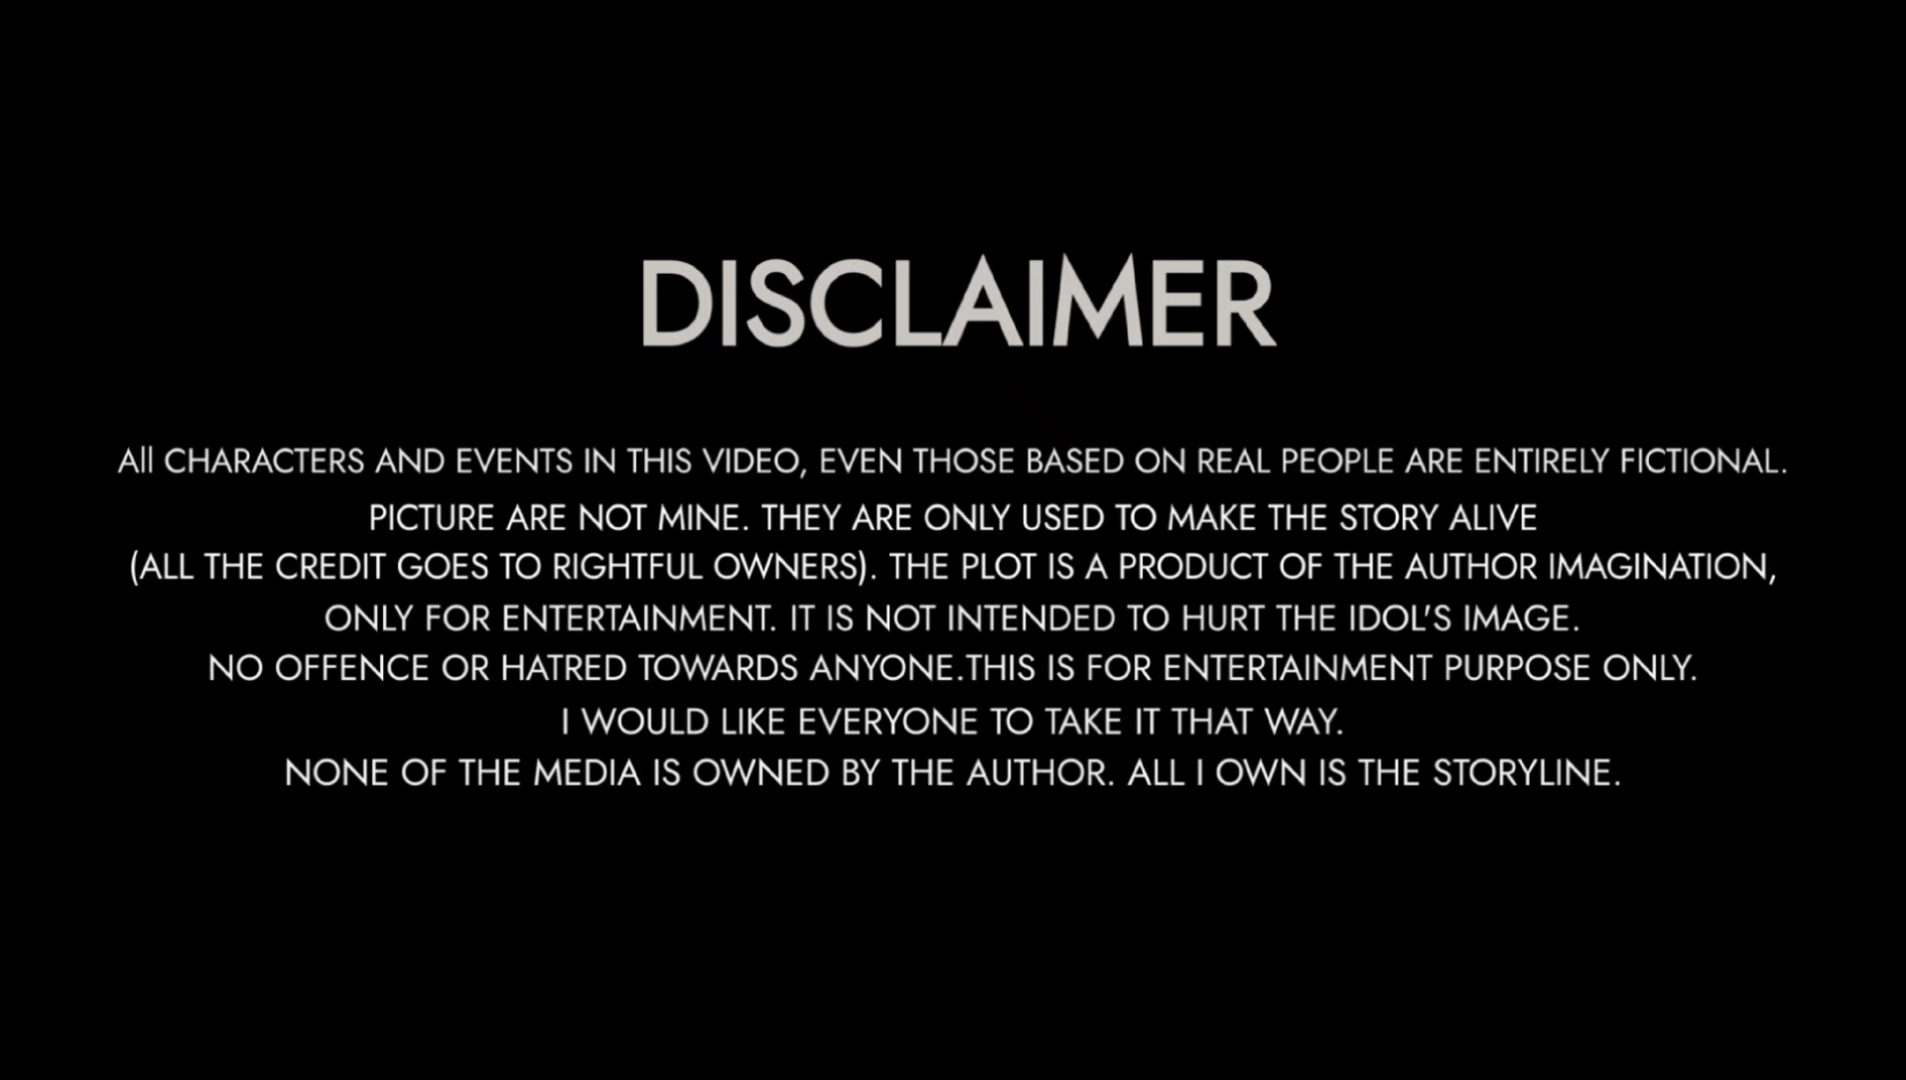 DISCLAIMER
All CHARACTERS AND EVENTS IN THIS VIDEO, EVEN THOSE BASED ON REAL PEOPLE ARE ENTIRELY FICTIONAL.
PICTURE ARE NOT MINE. THEY ARE ONLY USED TO MAKE THE STORY ALIVE
(ALL THE CREDIT GOES TO RIGHTFUL OWNERS). THE PLOT IS A PRODUCT OF THE AUTHOR IMAGINATION,
ONLY FOR ENTERTAINMENT. IT IS NOT INTENDED TO HURT THE IDOL'S IMAGE.
NO OFFENCE OR HATRED TOWARDS ANYONE.THIS IS FOR ENTERTAINMENT PURPOSE ONLY.
I WOULD LIKE EVERYONE TO TAKE IT THAT WAY.
NONE OF THE MEDIA IS OWNED BY THE AUTHOR. ALL I OWN IS THE STORYLINE.